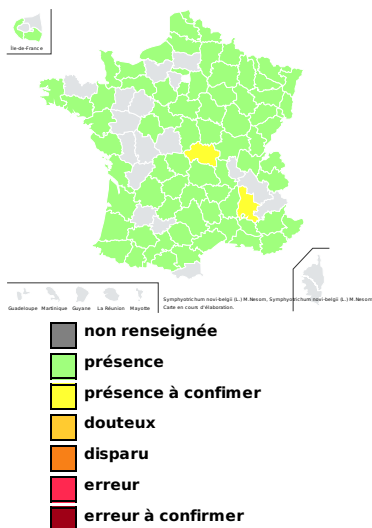 Île-de-France
Guadeloupe Martinique Guyane La Réunion Mayotte
Symphyotrichum novi-belgii (L.) M.Nesom, Symphyotrichum novi-belgii (L.) M.Nesom
Carte en cours d'élaboration.
non renseignée
présence
présence à confimer
douteux
disparu
erreur
erreur à confirmer